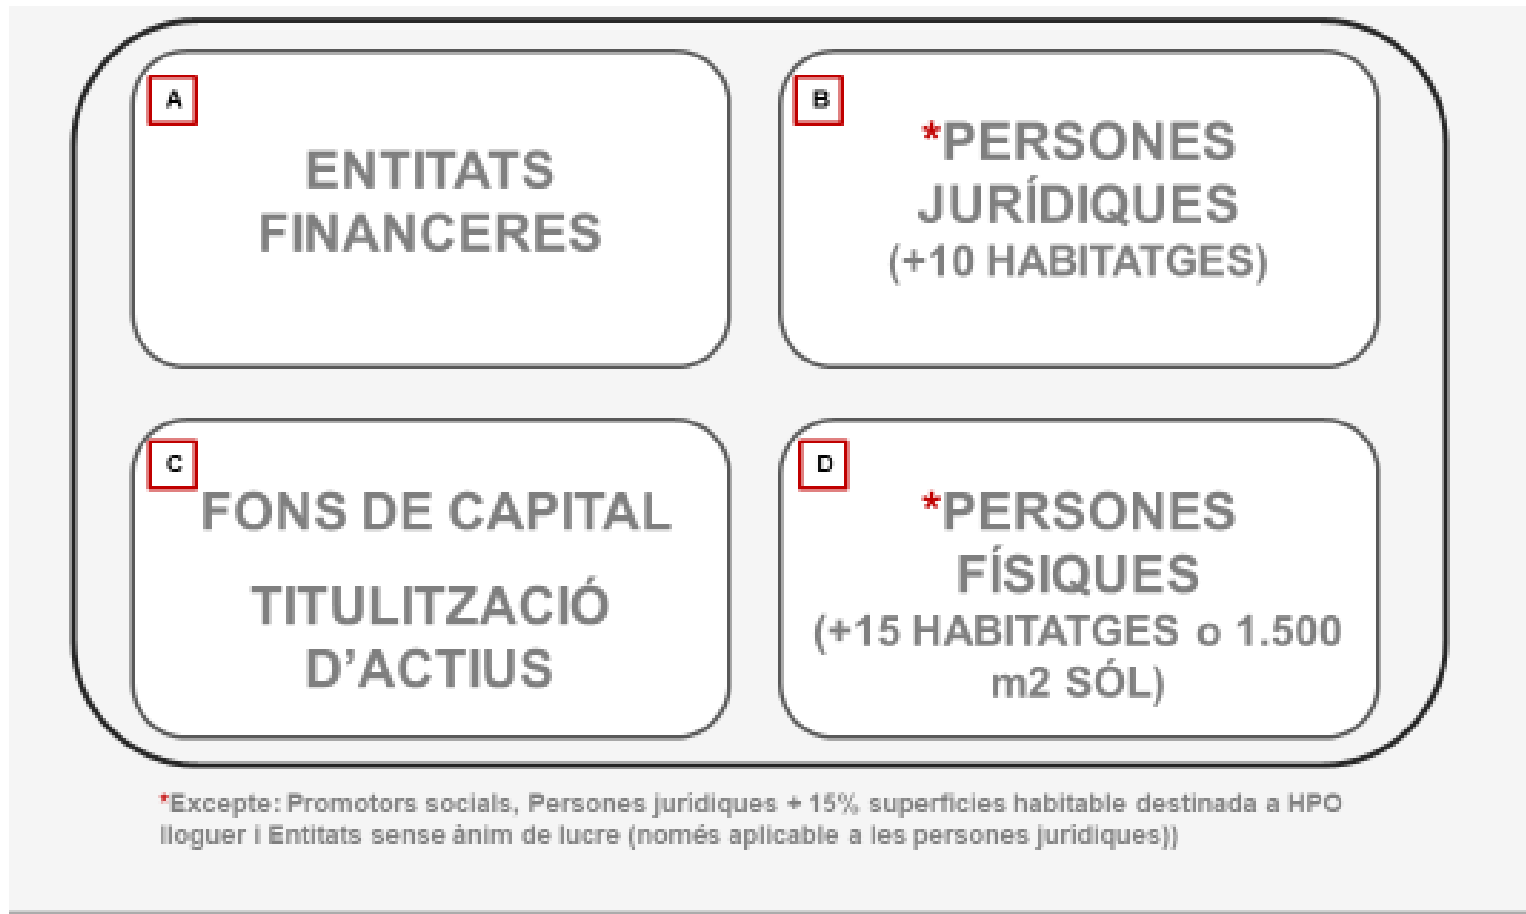 A
ENTITATS
FINANCERES
B
*PERSONES
JURÍDIQUES
(+10 HABITATGES)
C
FONS DE CAPITAL
TITULITZACIÓ
D'ACTIUS
D
*PERSONES
FÍSIQUES
(+15 HABITATGES o 1.500
m2 SÓL)
*Excepte: Promotors socials, Persones jurídiques + 15% superfícies habitable destinada a HPO
lloguer i Entitats sense ànim de lucre (només aplicable a les persones jurídiques))